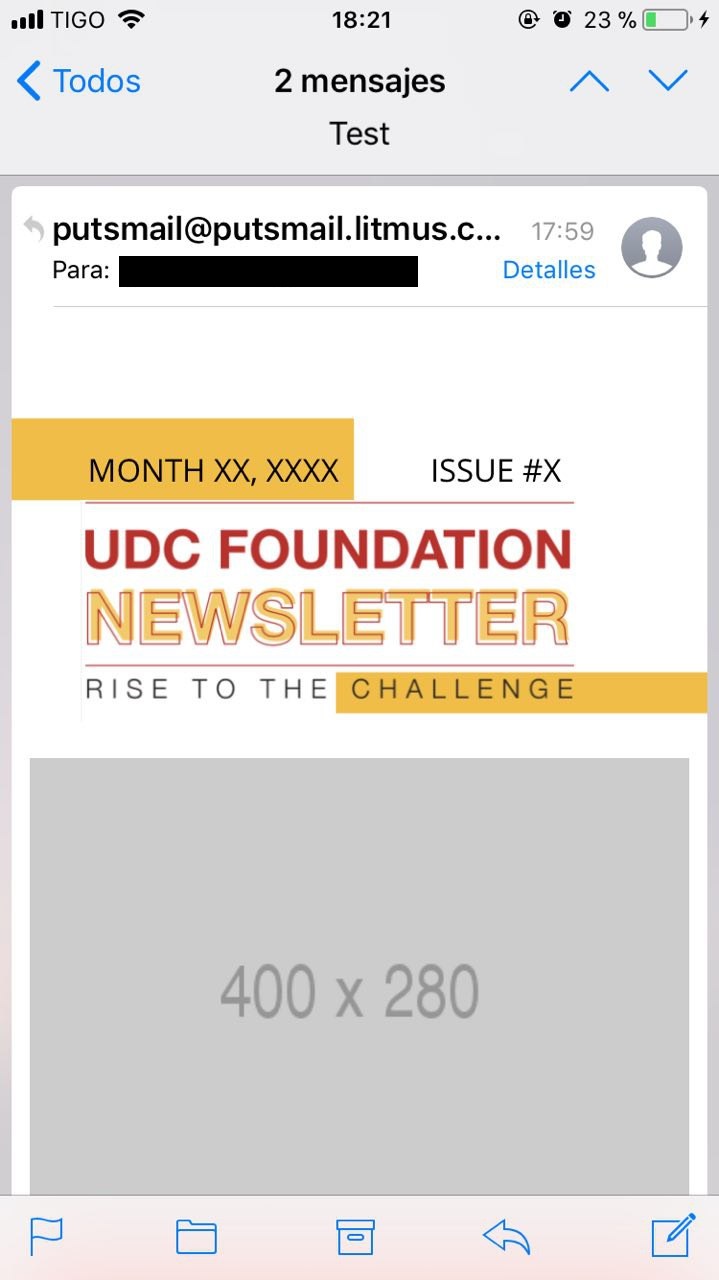 TIGO 18:21 23 %
Todos 2 mensajes
Test
putsmail@putsmail.litmus.c... 17:59
Para: Detalles
MONTH XX, XXXX ISSUE #X
UDC FOUNDATION
NEWSLETTER
RISE TO THE CHALLENGE
400 x 280